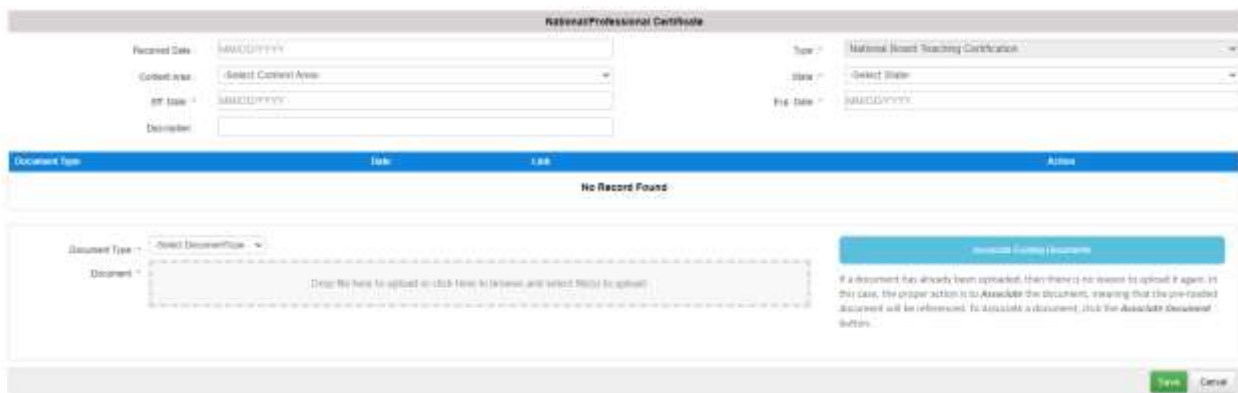 National/Professional Certificate
Received Date MM/DD/YYYY Type * National Board Teaching Certification
Content Area -Select Content Area- State * -Select State-
Eff. Date * MM/DD/YYYY Exp. Date * MM/DD/YYYY
Description
Document Type Date Link Action
No Record Found
Document Type * -Select DocumentType-
Associate Existing Documents
Document *
Drop file here to upload or click here to browse and select file(s) to upload
If a document has already been uploaded, then there is no reason to upload it again. In
this case, the proper action is to Associate the document, meaning that the pre-loaded
document will be referenced. To Associate a document, click the Associate Document
button.
Save Cancel